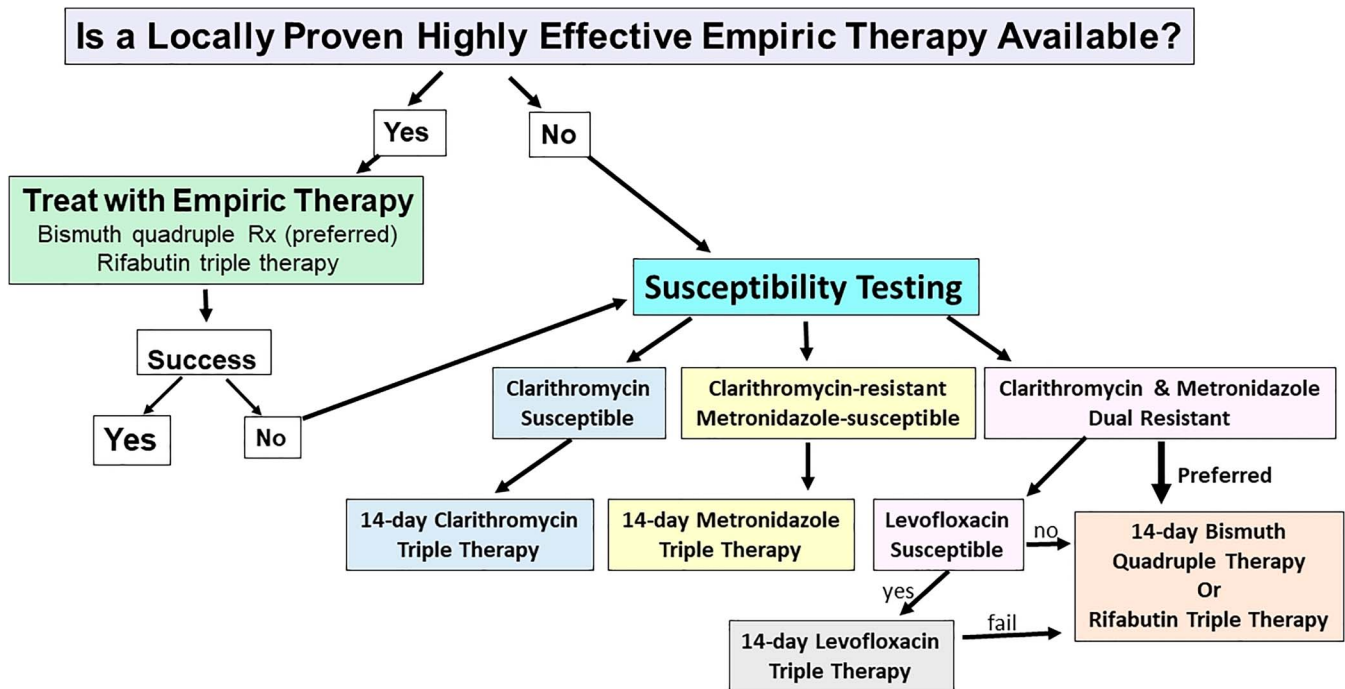 Is a Locally Proven Highly Effective Empiric Therapy Available?
Yes
No
Treat with Empiric Therapy
Bismuth quadruple Rx (preferred)
Rifabutin triple therapy
Susceptibility Testing
Success
Yes
No
Clarithromycin
Susceptible
Clarithromycin-resistant
Metronidazole-susceptible
Clarithromycin & Metronidazole
Dual Resistant
Preferred
14-day Clarithromycin
Triple Therapy
14-day Metronidazole
Triple Therapy
Levofloxacin
Susceptible
no
14-day Bismuth
Quadruple Therapy
Or
Rifabutin Triple Therapy
yes
fail
14-day Levofloxacin
Triple Therapy